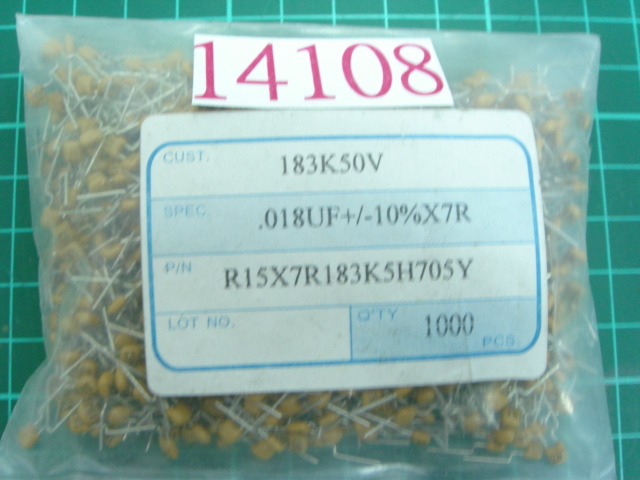 14108
CUST. 183K50V
SPEC. .018UF+/-10%X7R
P/N R15X7R183K5H705Y
LOT NO. Q'TY 1000 PCS.